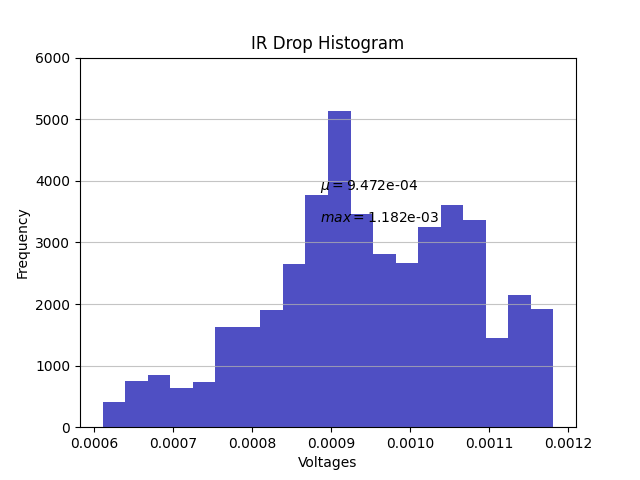 IR Drop Histogram
6000
5000
4000
3000
2000
1000
0
Frequency
μ = 9.472e-04
max = 1.182e-03
0.0006 0.0007 0.0008 0.0009 0.0010 0.0011 0.0012
Voltages